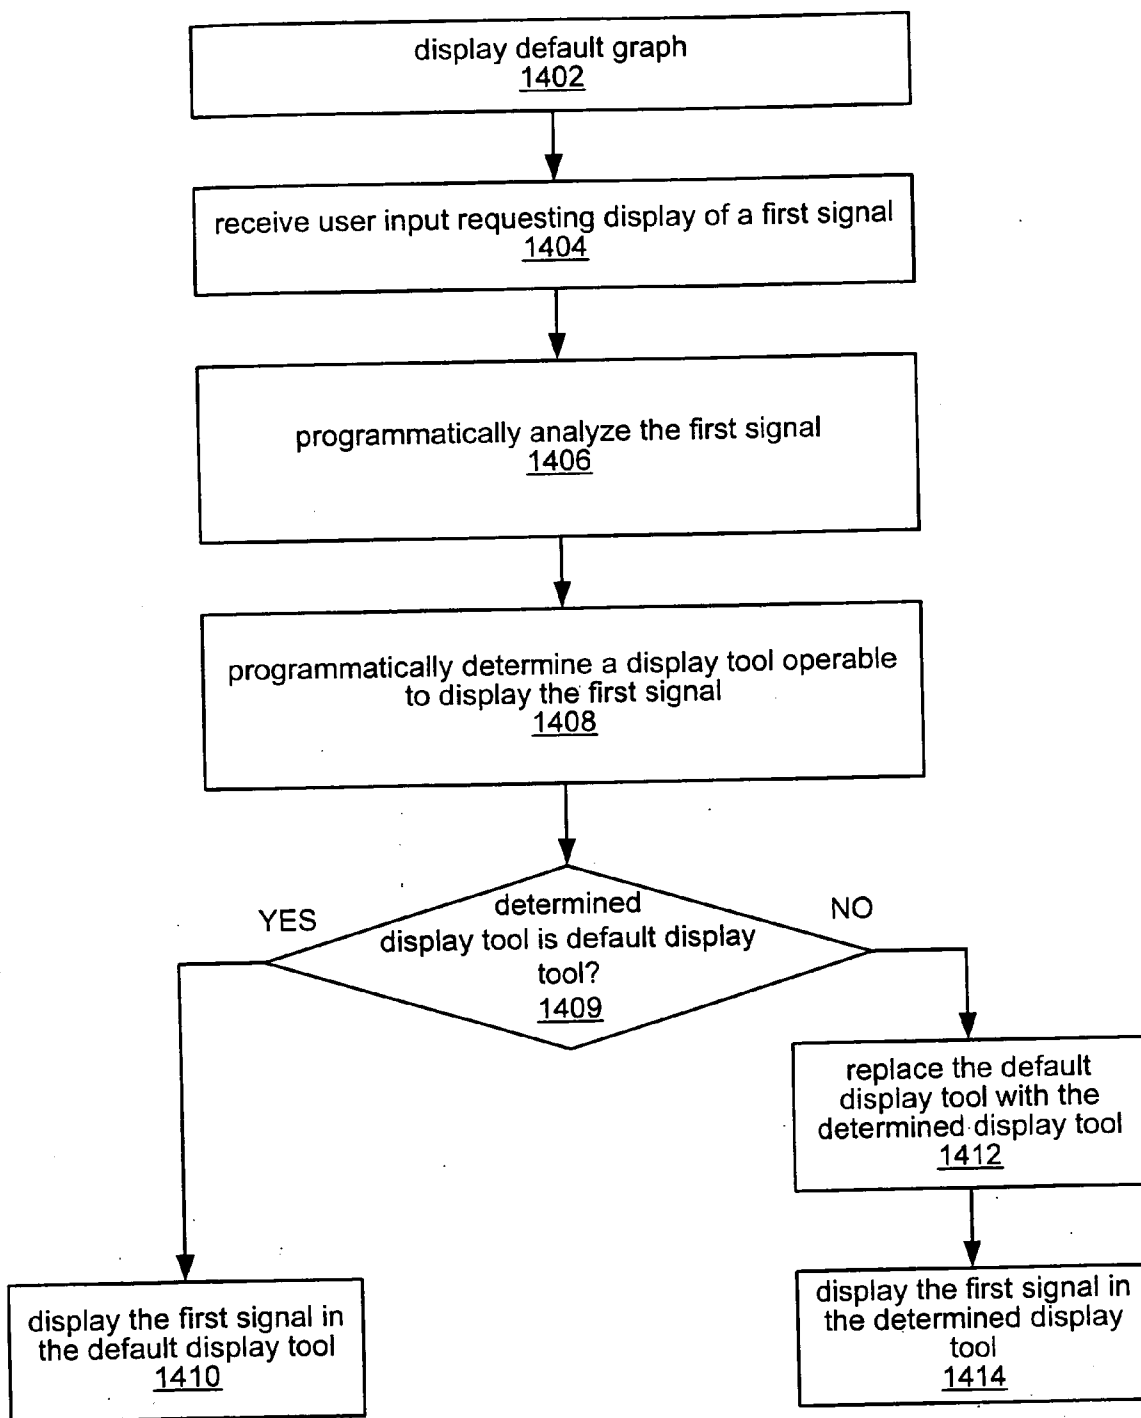 display default graph
1402
receive user input requesting display of a first signal
1404
programmatically analyze the first signal
1406
programmatically determine a display tool operable
to display the first signal
1408
YES
determined
display tool is default display
tool?
1409
NO
replace the default
display tool with the
determined display tool
1412
display the first signal in
the default display tool
1410
display the first signal in
the determined display
tool
1414